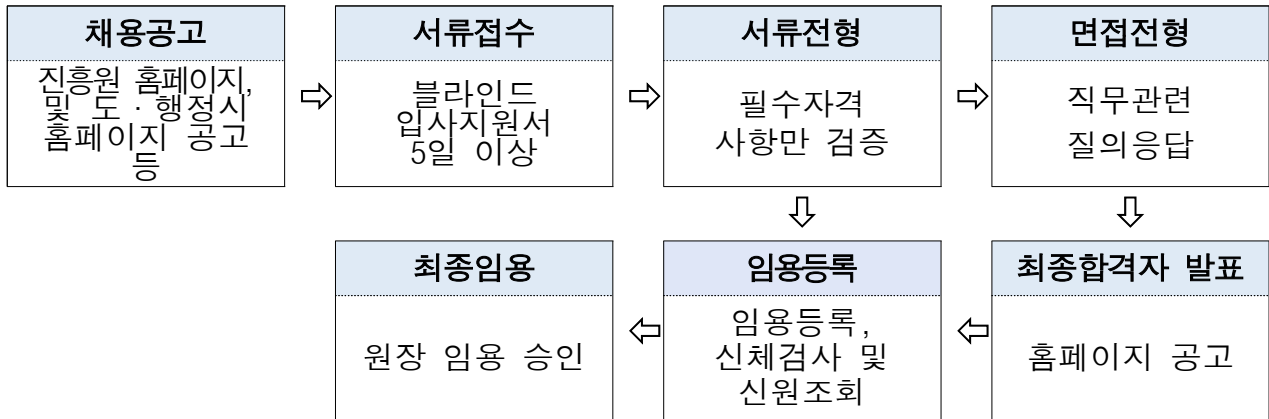 채용공고
진흥원 홈페이지,
및 도·행정시
홈페이지 공고
등
⇨
서류접수
블라인드
입사지원서
5일 이상
⇨
서류전형
필수자격
사항만 검증
⇨
면접전형
직무관련
질의응답
⇩
⇩
최종합격자 발표
홈페이지 공고
⇦
임용등록
임용등록,
신체검사 및
신원조회
⇦
최종임용
원장 임용 승인